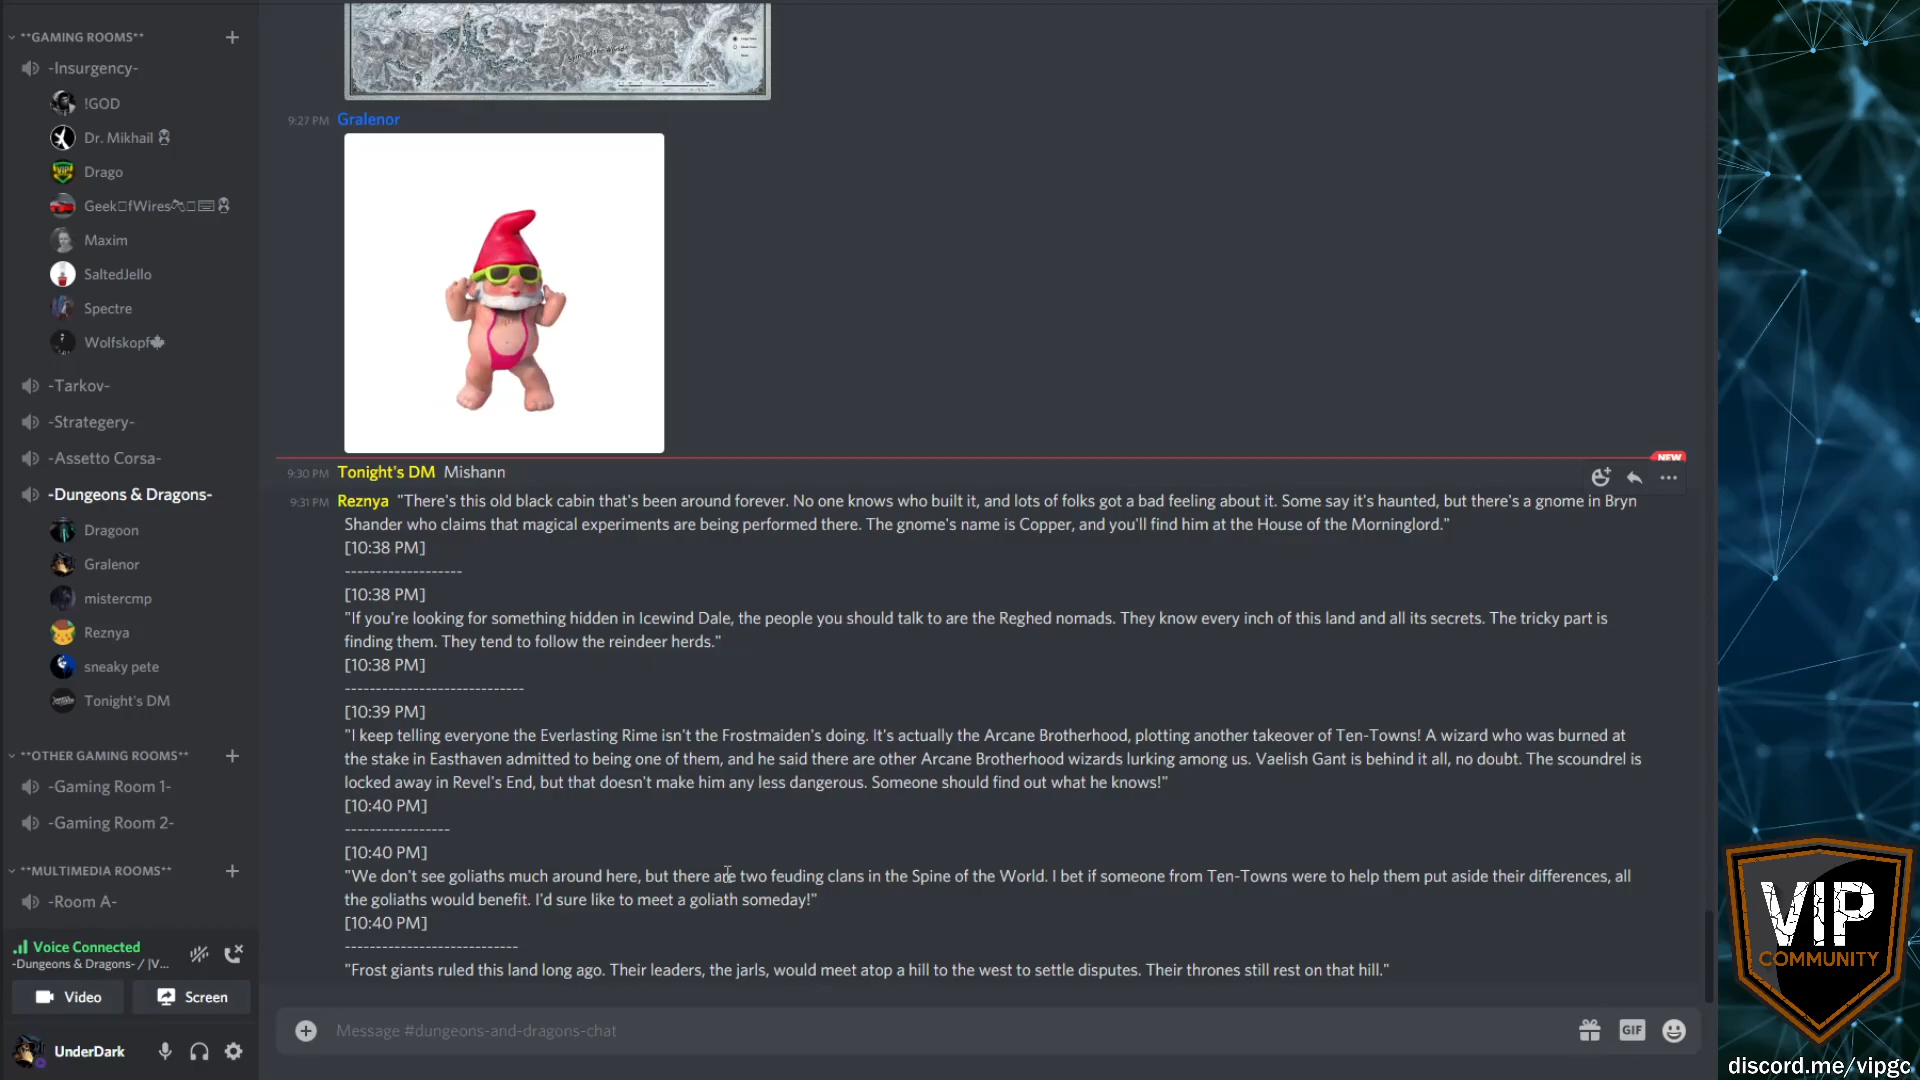 **GAMING ROOMS**
-Insurgency-
!GOD
Dr. Mikhail
Drago
Geek fWires
Maxim
SaltedJello
Spectre
Wolfskopf
-Tarkov-
-Strategery-
-Assetto Corsa-
-Dungeons & Dragons-
Dragoon
Gralenor
mistercmp
Reznya
sneaky pete
Tonight's DM
**OTHER GAMING ROOMS**
-Gaming Room 1-
-Gaming Room 2-
**MULTIMEDIA ROOMS**
-Room A-
Voice Connected
-Dungeons & Dragons- / |V...
Video
Screen
UnderDark
9:27 PM Gralenor
NEW
9:30 PM Tonight's DM Mishann
9:31 PM Reznya "There's this old black cabin that's been around forever. No one knows who built it, and lots of folks got a bad feeling about it. Some say it's haunted, but there's a gnome in Bryn
Shander who claims that magical experiments are being performed there. The gnome's name is Copper, and you'll find him at the House of the Morninglord."
[10:38 PM]
-------------------
[10:38 PM]
"If you're looking for something hidden in Icewind Dale, the people you should talk to are the Reghed nomads. They know every inch of this land and all its secrets. The tricky part is
finding them. They tend to follow the reindeer herds."
[10:38 PM]
-----------------------------
[10:39 PM]
"I keep telling everyone the Everlasting Rime isn't the Frostmaiden's doing. It's actually the Arcane Brotherhood, plotting another takeover of Ten-Towns! A wizard who was burned at
the stake in Easthaven admitted to being one of them, and he said there are other Arcane Brotherhood wizards lurking among us. Vaelish Gant is behind it all, no doubt. The scoundrel is
locked away in Revel's End, but that doesn't make him any less dangerous. Someone should find out what he knows!"
[10:40 PM]
-----------------
[10:40 PM]
"We don't see goliaths much around here, but there are two feuding clans in the Spine of the World. I bet if someone from Ten-Towns were to help them put aside their differences, all
the goliaths would benefit. I'd sure like to meet a goliath someday!"
[10:40 PM]
----------------------------
"Frost giants ruled this land long ago. Their leaders, the jarls, would meet atop a hill to the west to settle disputes. Their thrones still rest on that hill."
Message #dungeons-and-dragons-chat
GIF
VIP
COMMUNITY
discord.me/vipgc